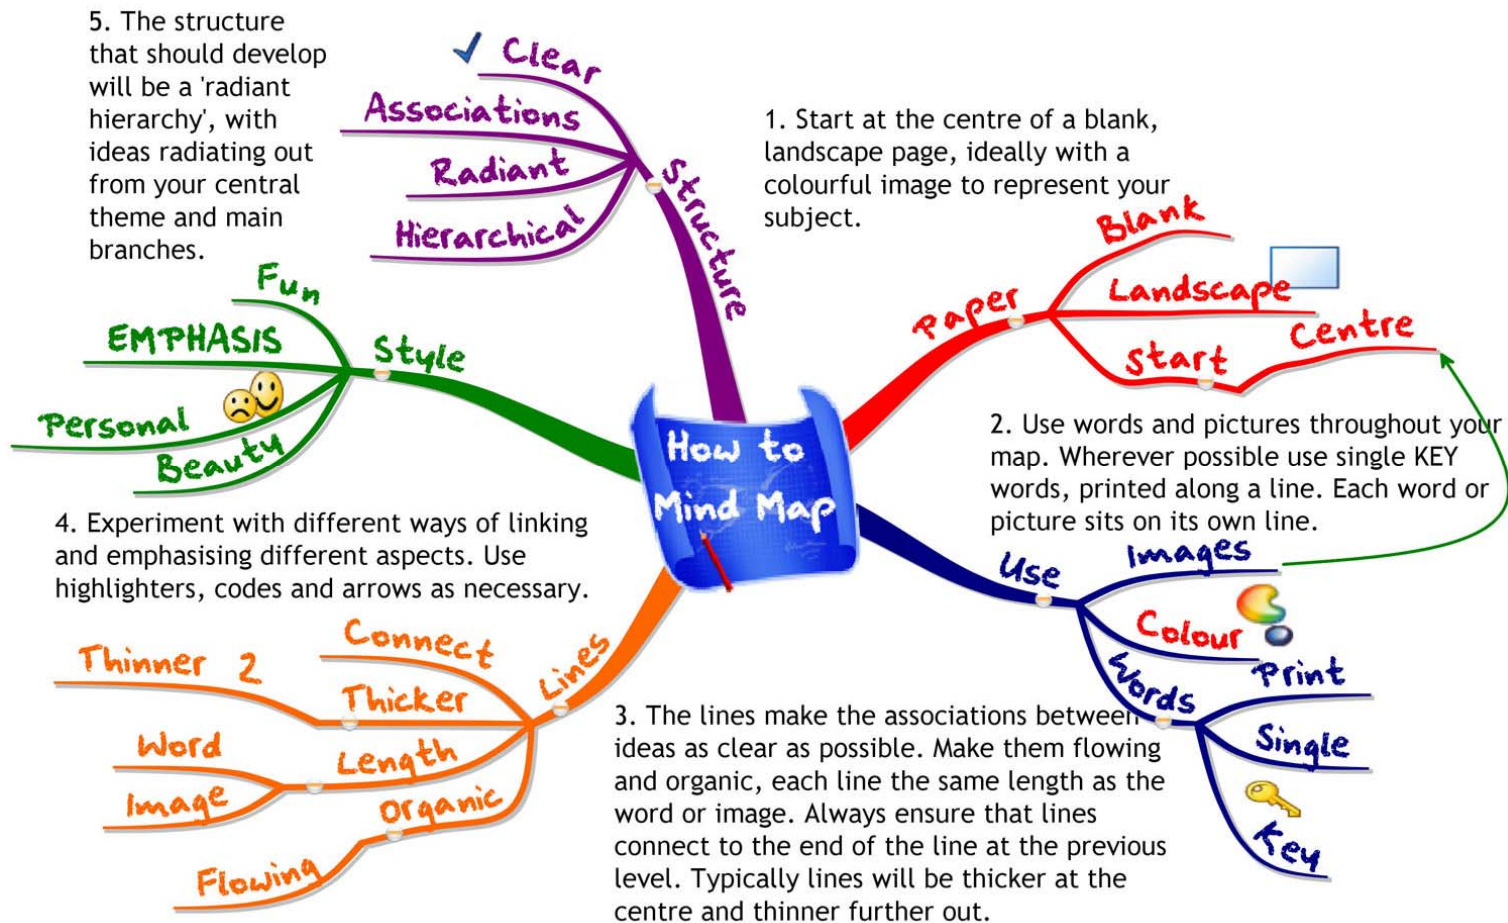 How to
Mind Map
1. Start at the centre of a blank,
landscape page, ideally with a
colourful image to represent your
subject.
Paper
Blank
Landscape
Start
Centre
2. Use words and pictures throughout your
map. Wherever possible use single KEY
words, printed along a line. Each word or
picture sits on its own line.
Use
Images
Colour
Words
Print
Single
Key
3. The lines make the associations between
ideas as clear as possible. Make them flowing
and organic, each line the same length as the
word or image. Always ensure that lines
connect to the end of the line at the previous
level. Typically lines will be thicker at the
centre and thinner further out.
Lines
Connect
Thicker
Thinner 2
Length
Word
Image
Organic
Flowing
4. Experiment with different ways of linking
and emphasising different aspects. Use
highlighters, codes and arrows as necessary.
Style
Fun
EMPHASIS
Personal
Beauty
5. The structure
that should develop
will be a 'radiant
hierarchy', with
ideas radiating out
from your central
theme and main
branches.
Structure
Clear
Associations
Radiant
Hierarchical